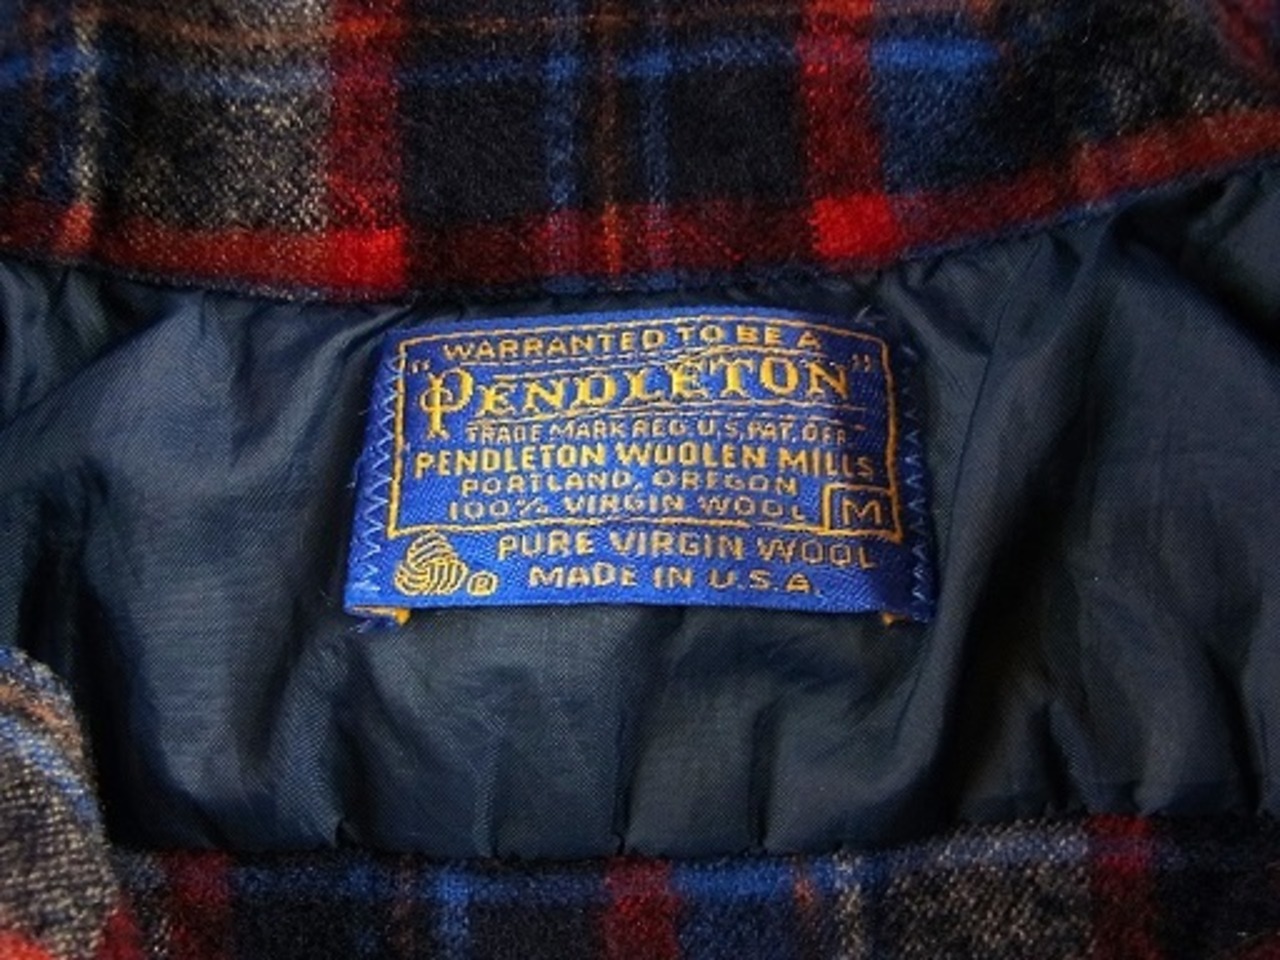 WARRANTED TO BE A
"PENDLETON"
TRADE MARK REG. U.S. PAT. OFF.
PENDLETON WOOLEN MILLS
PORTLAND, OREGON
100% VIRGIN WOOL M
PURE VIRGIN WOOL
® MADE IN U.S.A.